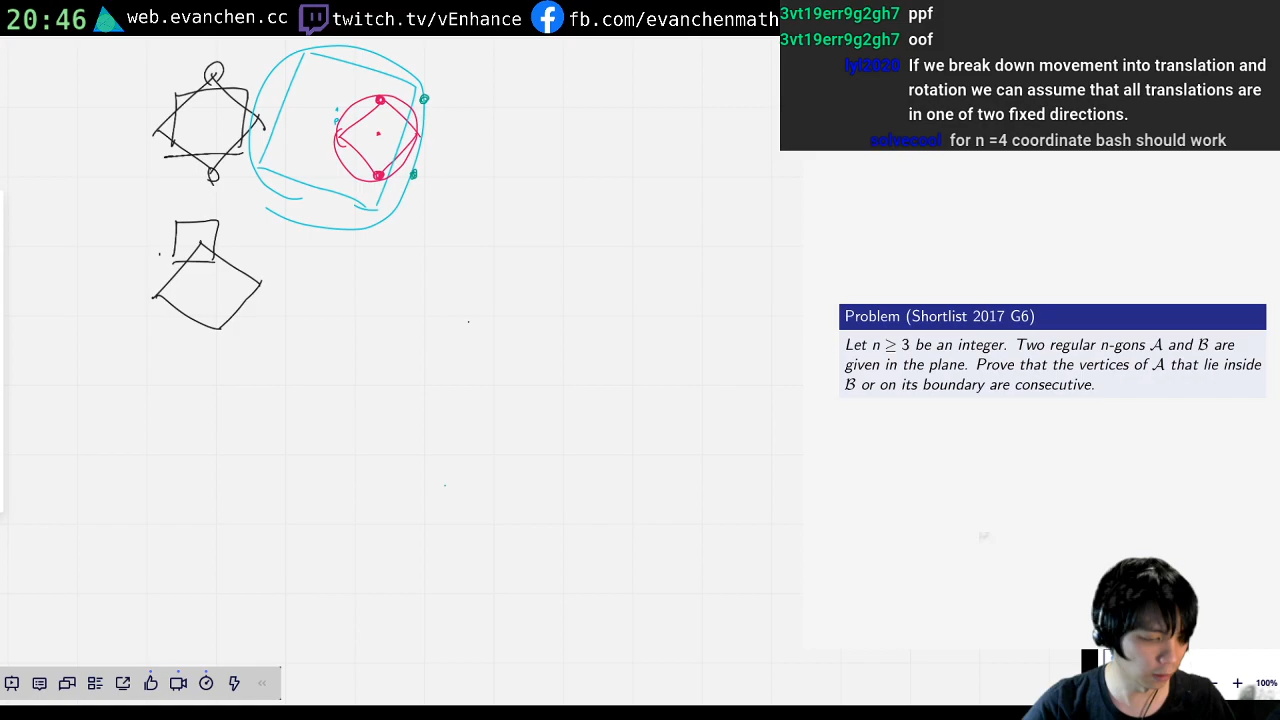 20:46 web.evanchen.cc twitch.tv/vEnhance fb.com/evanchenmath
3vt19err9g2gh7 ppf
3vt19err9g2gh7 oof
lyl2020 If we break down movement into translation and
rotation we can assume that all translations are
in one of two fixed directions.
solvecool for n =4 coordinate bash should work
Problem (Shortlist 2017 G6)
Let n ≥ 3 be an integer. Two regular n-gons 𝒜 and ℬ are
given in the plane. Prove that the vertices of 𝒜 that lie inside
ℬ or on its boundary are consecutive.
100%